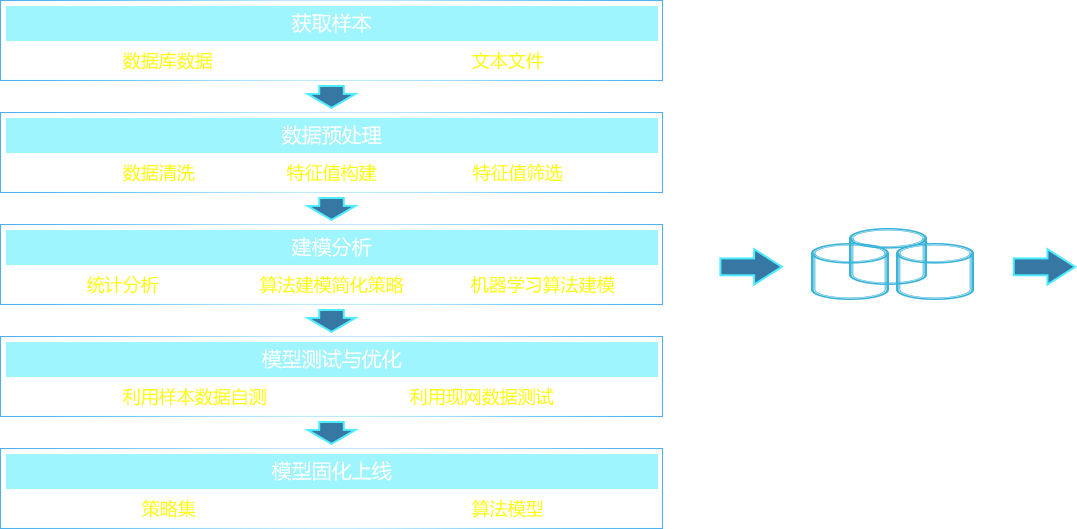 获取样本
数据库数据 文本文件
数据预处理
数据清洗 特征值构建 特征值筛选
建模分析
统计分析 算法建模简化策略 机器学习算法建模
模型测试与优化
利用样本数据自测 利用现网数据测试
模型固化上线
策略集 算法模型